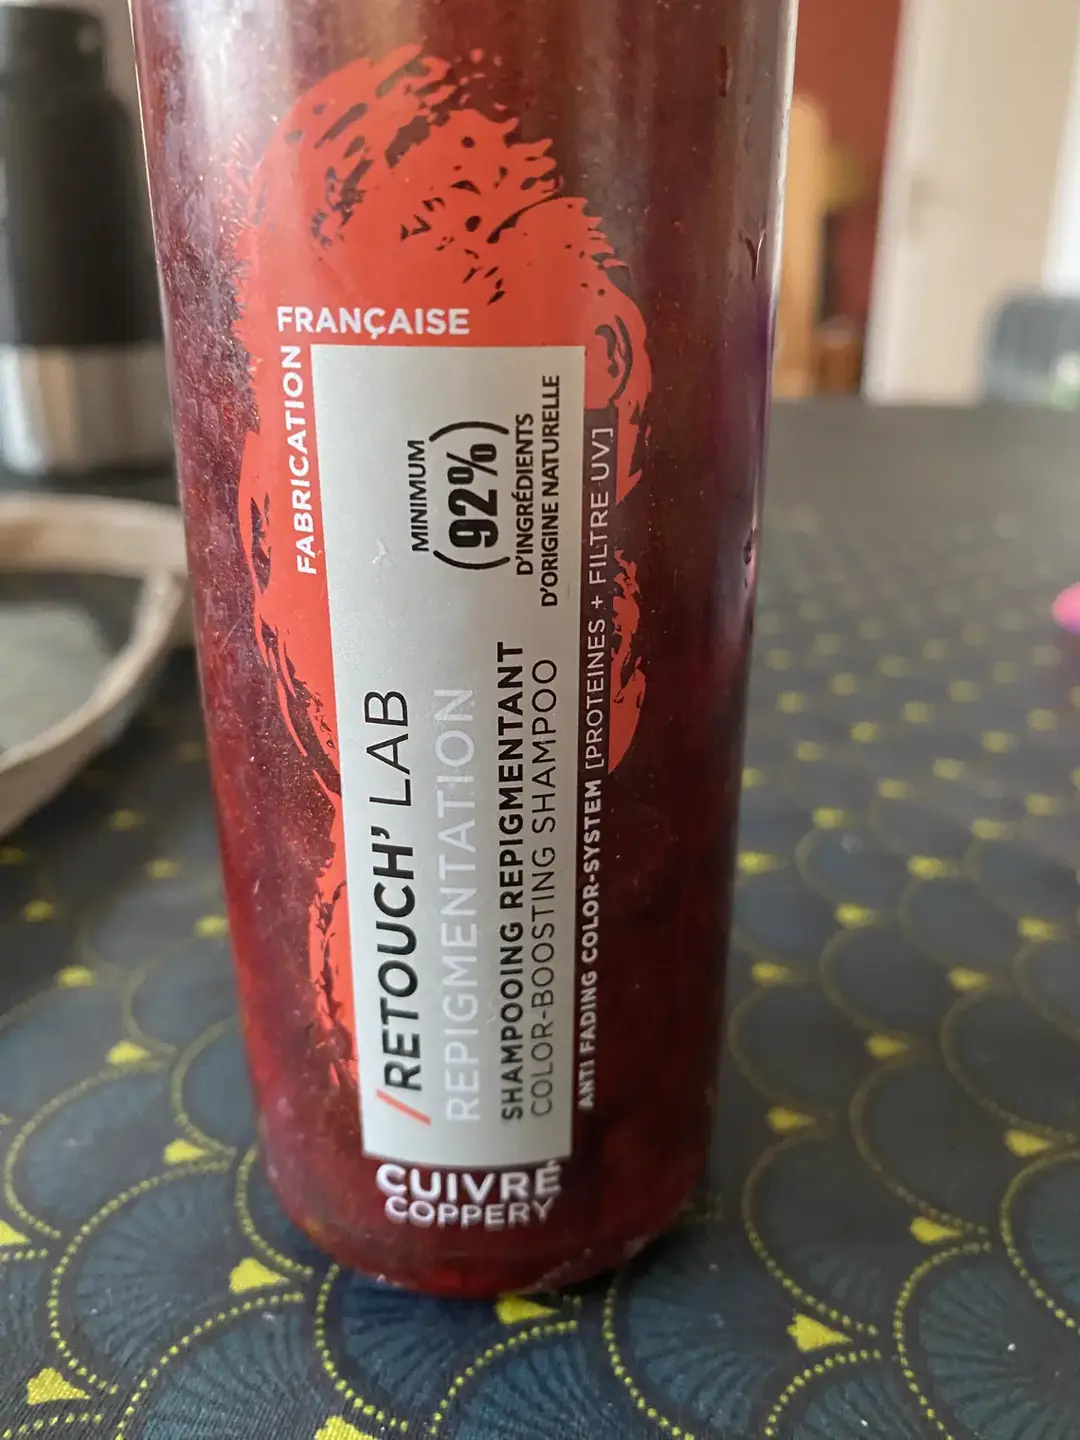 FABRICATION
FRANÇAISE
/RETOUCH' LAB
REPIGMENTATION
MINIMUM
(92%)
D'INGRÉDIENTS
D'ORIGINE NATURELLE
SHAMPOOING REPIGMENTANT
COLOR-BOOSTING SHAMPOO
ANTI FADING COLOR-SYSTEM [PROTEINES + FILTRE UV]
CUIVRÉ
COPPERY